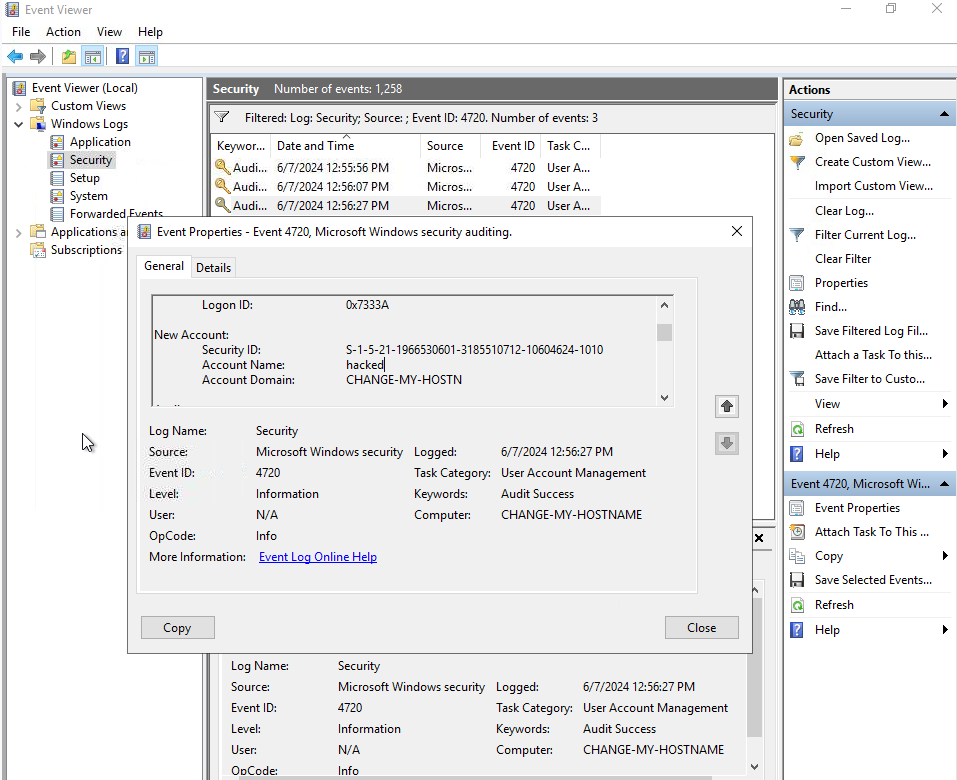 Event Viewer
File Action View Help
Event Viewer (Local)
Custom Views
Windows Logs
Application
Security
Setup
System
Forwarded Events
Applications a
Subscriptions
Security Number of events: 1,258
Filtered: Log: Security; Source: ; Event ID: 4720. Number of events: 3
Keywor... Date and Time Source Event ID Task C...
Audi... 6/7/2024 12:55:56 PM Micros... 4720 User A...
Audi... 6/7/2024 12:56:07 PM Micros... 4720 User A...
Audi... 6/7/2024 12:56:27 PM Micros... 4720 User A...
Event Properties - Event 4720, Microsoft Windows security auditing.
General Details
Logon ID: 0x7333A
New Account:
Security ID: S-1-5-21-1966530601-3185510712-10604624-1010
Account Name: hacked
Account Domain: CHANGE-MY-HOSTN
Log Name: Security
Source: Microsoft Windows security Logged: 6/7/2024 12:56:27 PM
Event ID: 4720 Task Category: User Account Management
Level: Information Keywords: Audit Success
User: N/A Computer: CHANGE-MY-HOSTNAME
OpCode: Info
More Information: Event Log Online Help
Copy Close
Log Name: Security
Source: Microsoft Windows security Logged: 6/7/2024 12:56:27 PM
Event ID: 4720 Task Category: User Account Management
Level: Information Keywords: Audit Success
User: N/A Computer: CHANGE-MY-HOSTNAME
OpCode: Info
Actions
Security
Open Saved Log...
Create Custom View...
Import Custom View...
Clear Log...
Filter Current Log...
Clear Filter
Properties
Find...
Save Filtered Log Fil...
Attach a Task To this...
Save Filter to Custo...
View
Refresh
Help
Event 4720, Microsoft Wi...
Event Properties
Attach Task To This ...
Copy
Save Selected Events...
Refresh
Help